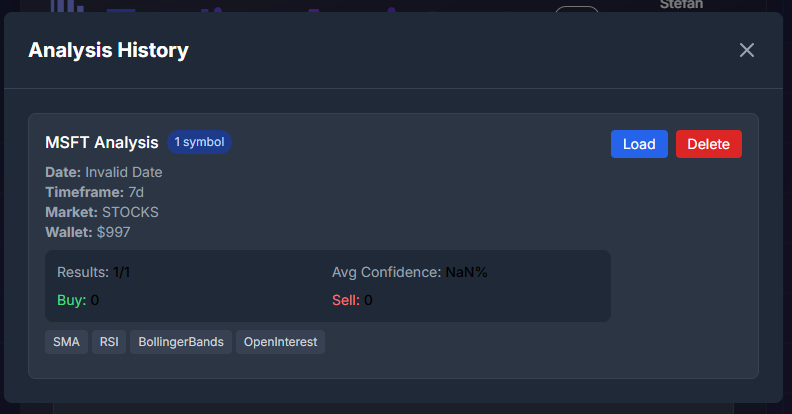 Stefan
Analysis History
MSFT Analysis 1 symbol Load Delete
Date: Invalid Date
Timeframe: 7d
Market: STOCKS
Wallet: $997
Results: 1/1 Avg Confidence: NaN%
Buy: 0 Sell: 0
SMA RSI BollingerBands OpenInterest